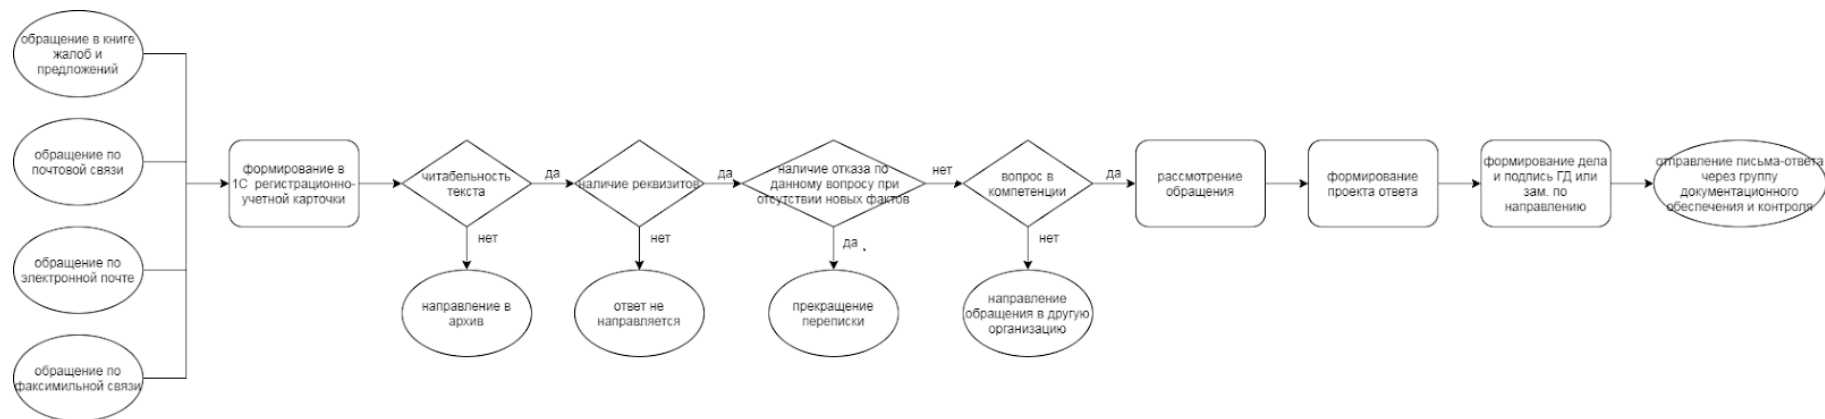 обращение в книге
жалоб и
предложений
обращение по
почтовой связи
обращение по
электронной почте
обращение по
факсимильной связи
формирование в
1С регистрационно-
учетной карточки
читабельность
текста
да
нет
направление в
архив
наличие реквизитов
да
нет
ответ не
направляется
наличие отказа по
данному вопросу при
отсутствии новых фактов
нет
да
прекращение
переписки
вопрос в
компетенции
да
нет
направление
обращения в другую
организацию
рассмотрение
обращения
формирование
проекта ответа
формирование дела
и подпись ГД или
зам. по
направлению
отправление письма-ответа
через группу
документационного
обеспечения и контроля